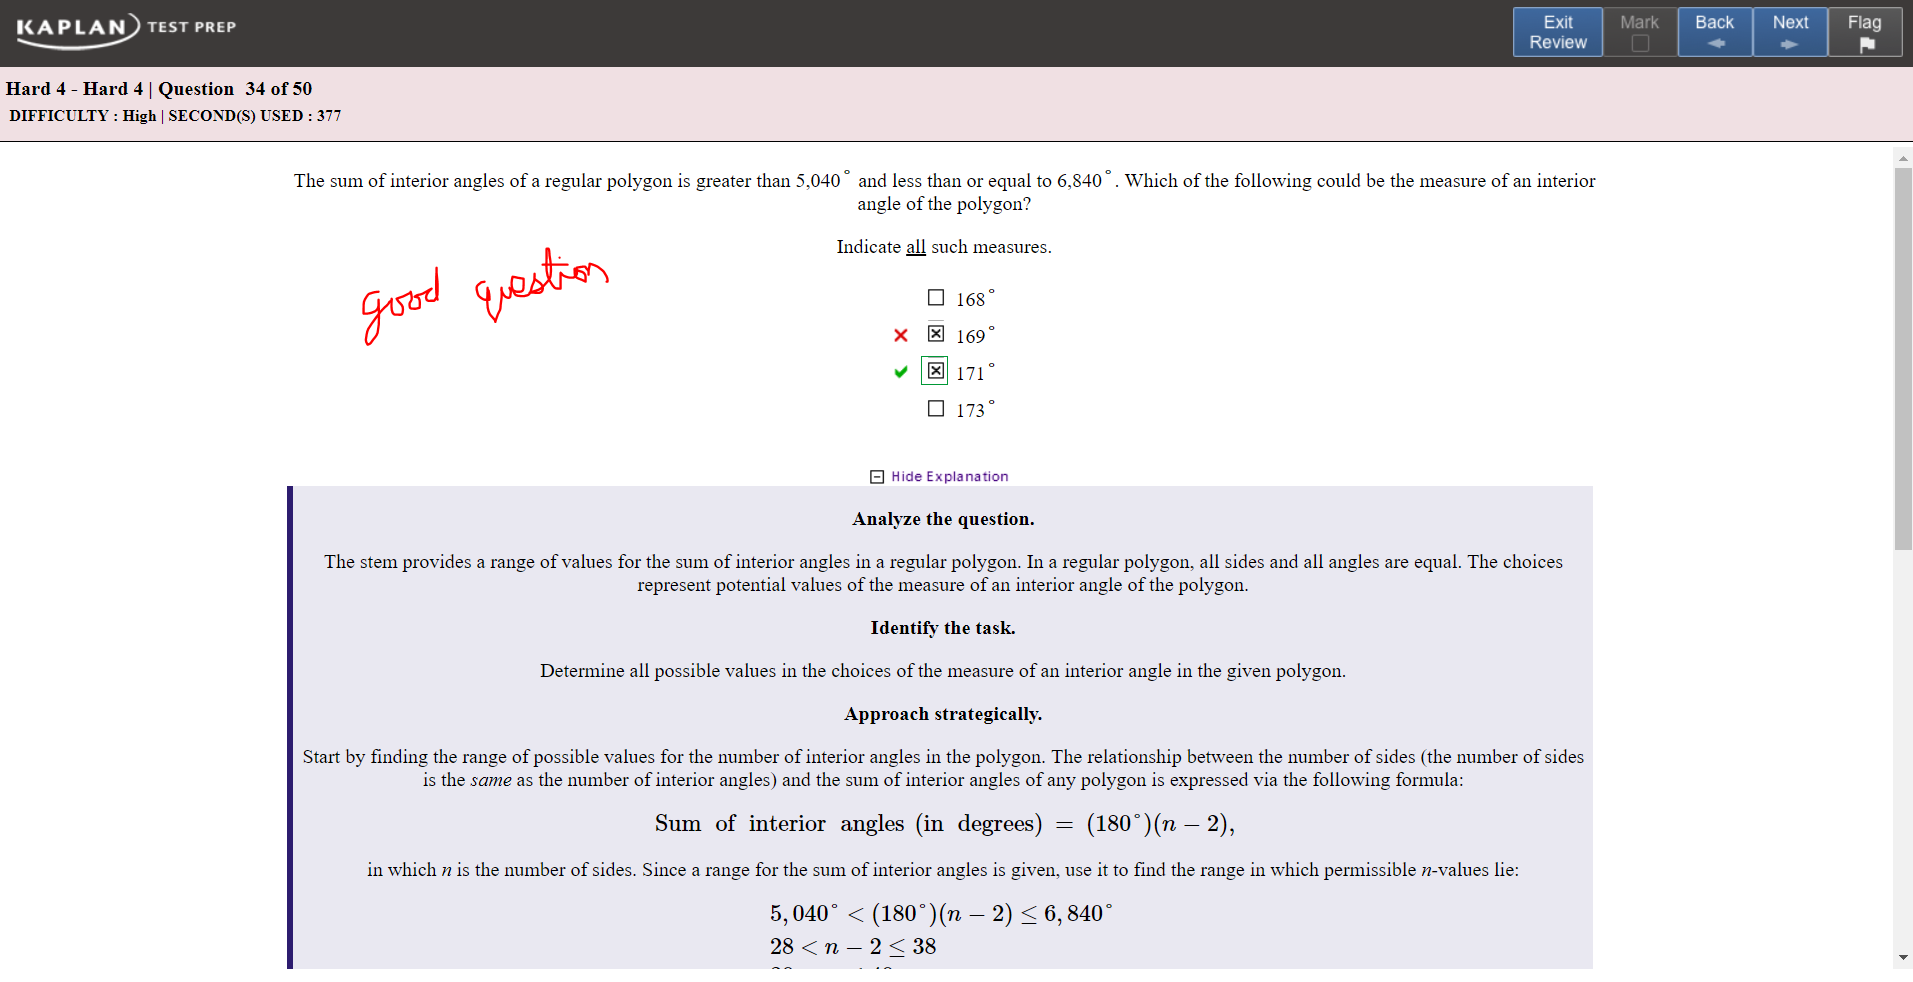 KAPLAN TEST PREP
Exit Review
Mark
Back
Next
Flag
Hard 4 - Hard 4 | Question 34 of 50
DIFFICULTY : High | SECOND(S) USED : 377
The sum of interior angles of a regular polygon is greater than 5,040° and less than or equal to 6,840°. Which of the following could be the measure of an interior
angle of the polygon?
Indicate all such measures.
good question
168°
169°
171°
173°
Hide Explanation
Analyze the question.
The stem provides a range of values for the sum of interior angles in a regular polygon. In a regular polygon, all sides and all angles are equal. The choices
represent potential values of the measure of an interior angle of the polygon.
Identify the task.
Determine all possible values in the choices of the measure of an interior angle in the given polygon.
Approach strategically.
Start by finding the range of possible values for the number of interior angles in the polygon. The relationship between the number of sides (the number of sides
is the same as the number of interior angles) and the sum of interior angles of any polygon is expressed via the following formula:
Sum of interior angles (in degrees) = (180°)(n − 2),
in which n is the number of sides. Since a range for the sum of interior angles is given, use it to find the range in which permissible n-values lie:
5,040° < (180°)(n − 2) ≤ 6,840°
28 < n − 2 ≤ 38